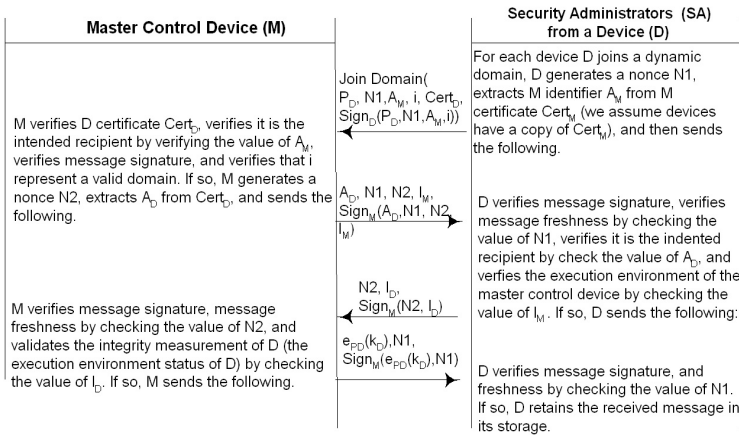 Master Control Device (M)
Security Administrators (SA)
from a Device (D)
For each device D joins a dynamic
domain, D generates a nonce N1,
extracts M identifier A_M from M
certificate Cert_M (we assume devices
have a copy of Cert_M), and then sends
the following.
Join Domain(
P_D, N1,A_M, i, Cert_D,
Sign_D(P_D,N1,A_M,i))
M verifies D certificate Cert_D, verifies it is the
intended recipient by verifying the value of A_M,
verifies message signature, and verifies that i
represent a valid domain. If so, M generates a
nonce N2, extracts A_D from Cert_D, and sends the
following.
A_D, N1, N2, I_M,
Sign_M(A_D,N1, N2,
I_M)
D verifies message signature, verifies
message freshness by checking the
value of N1, verifies it is the indented
recipient by check the value of A_D, and
verfies the execution environment of the
master control device by checking the
value of I_M. If so, D sends the following:
N2, I_D,
Sign_M(N2, I_D)
M verifies message signature, message
freshness by checking the value of N2, and
validates the integrity measurement of D (the
execution environment status of D) by checking
the value of I_D. If so, M sends the following.
e_PD(k_D),N1,
Sign_M(e_PD(k_D),N1)
D verifies message signature, and
freshness by checking the value of N1.
If so, D retains the received message in
its storage.